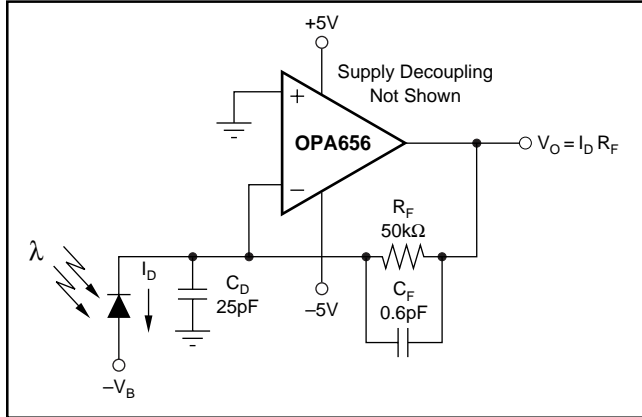 +5V
Supply Decoupling
Not Shown
+
OPA656
−
V_O = I_D R_F
R_F
50kΩ
λ
I_D
C_D
25pF
−5V
C_F
0.6pF
−V_B